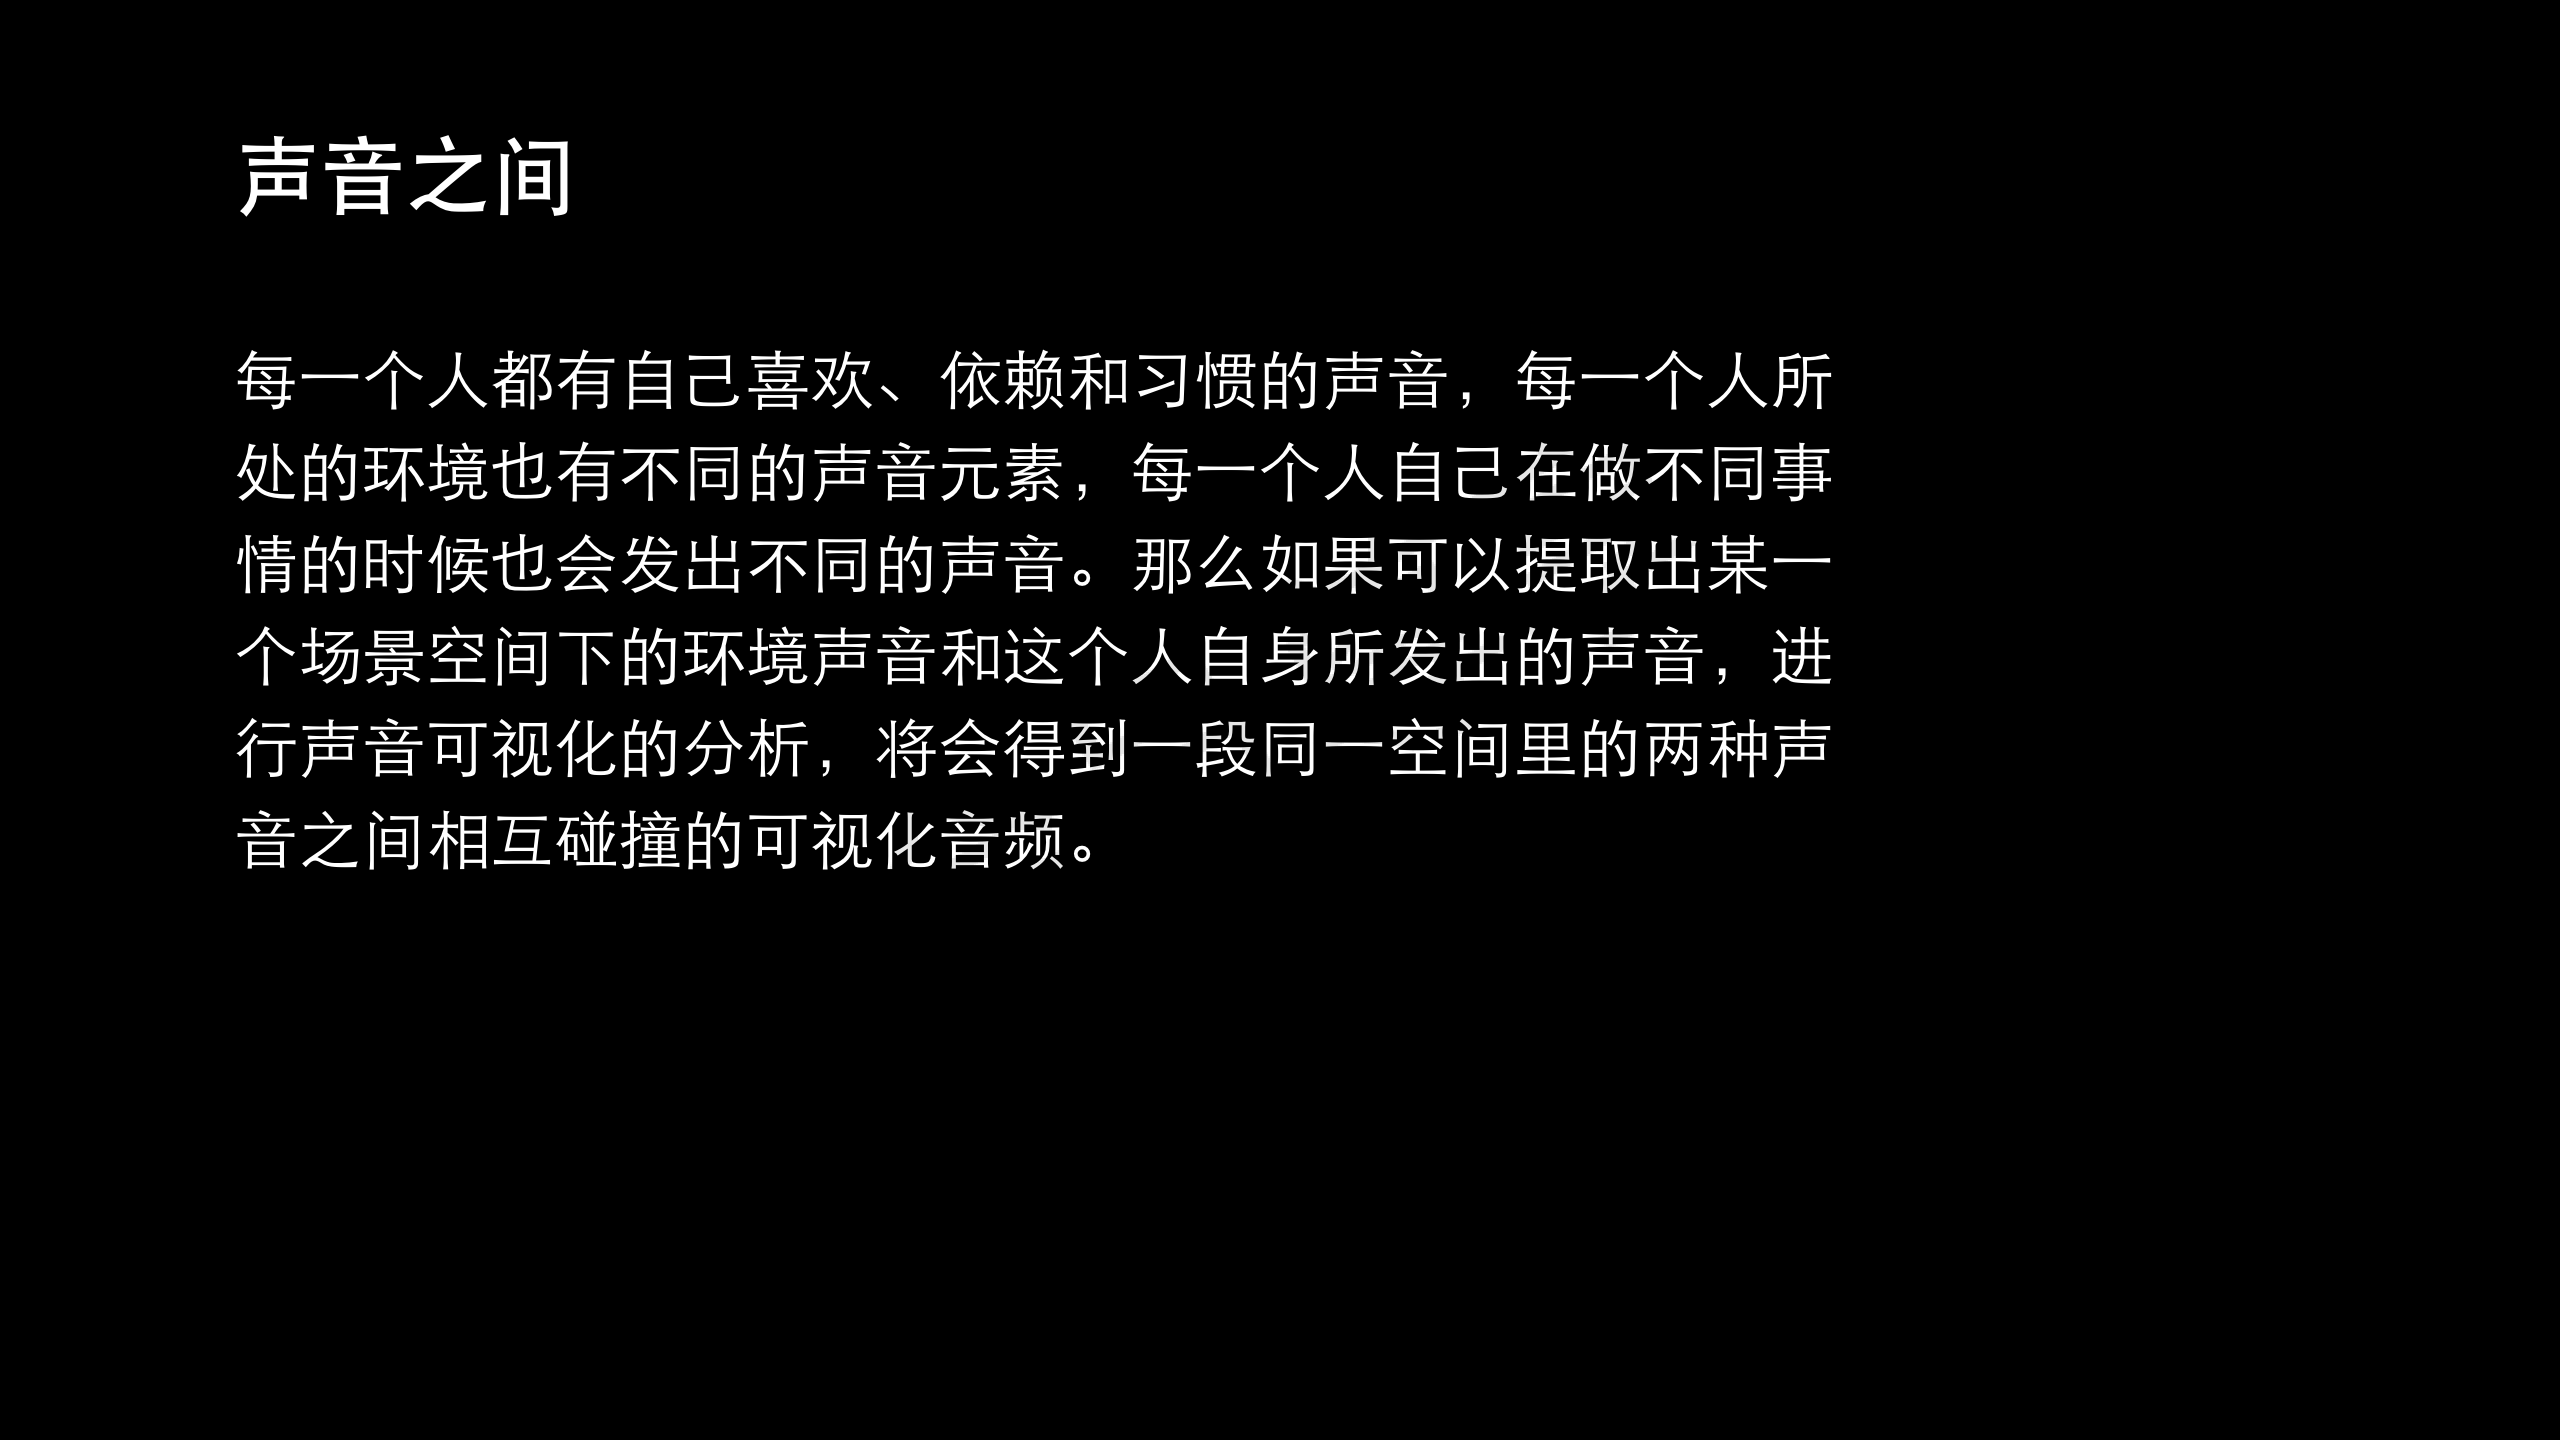 声音之间
每一个人都有自己喜欢、依赖和习惯的声音，每一个人所
处的环境也有不同的声音元素，每一个人自己在做不同事
情的时候也会发出不同的声音。那么如果可以提取出某一
个场景空间下的环境声音和这个人自身所发出的声音，进
行声音可视化的分析，将会得到一段同一空间里的两种声
音之间相互碰撞的可视化音频。